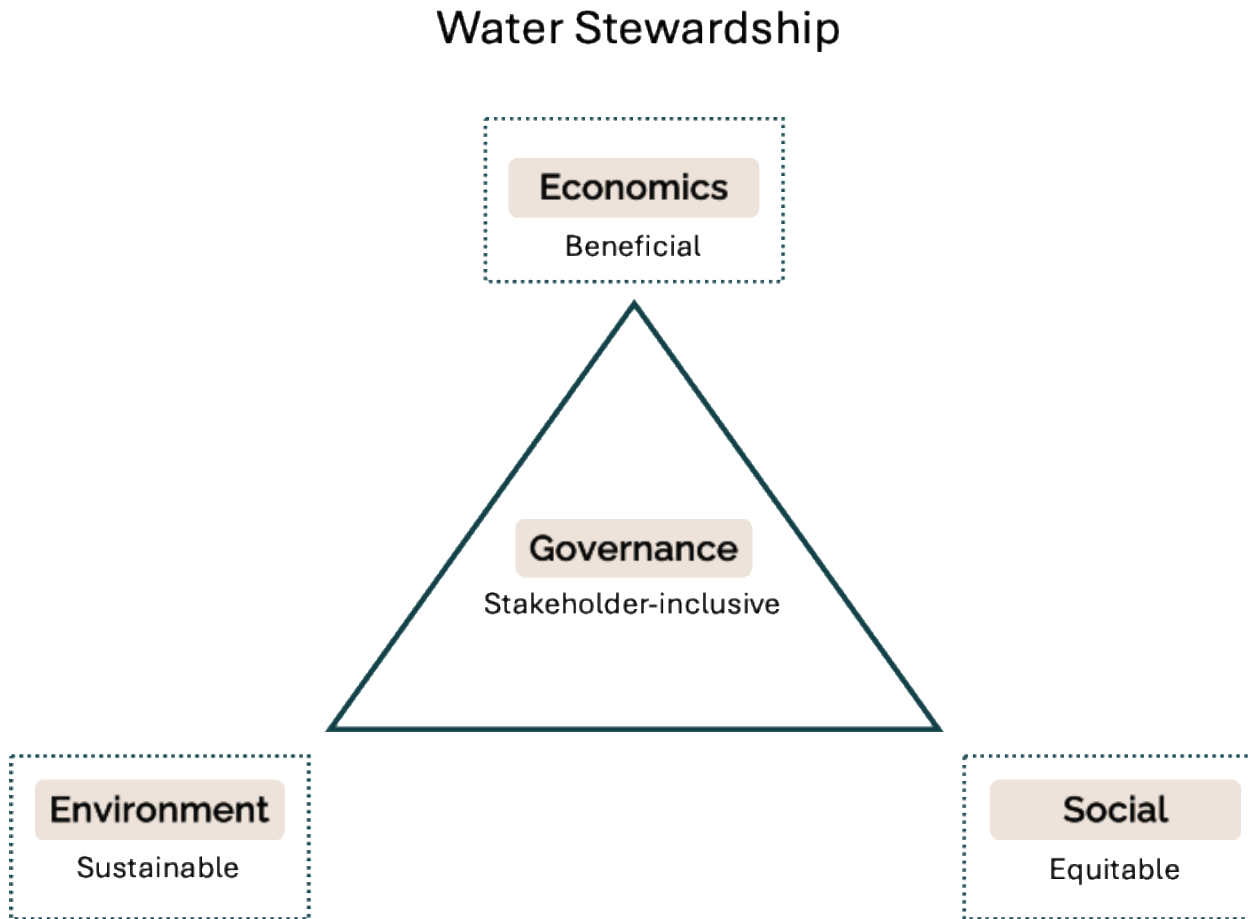 Water Stewardship
Economics
Beneficial
Governance
Stakeholder-inclusive
Environment
Sustainable
Social
Equitable